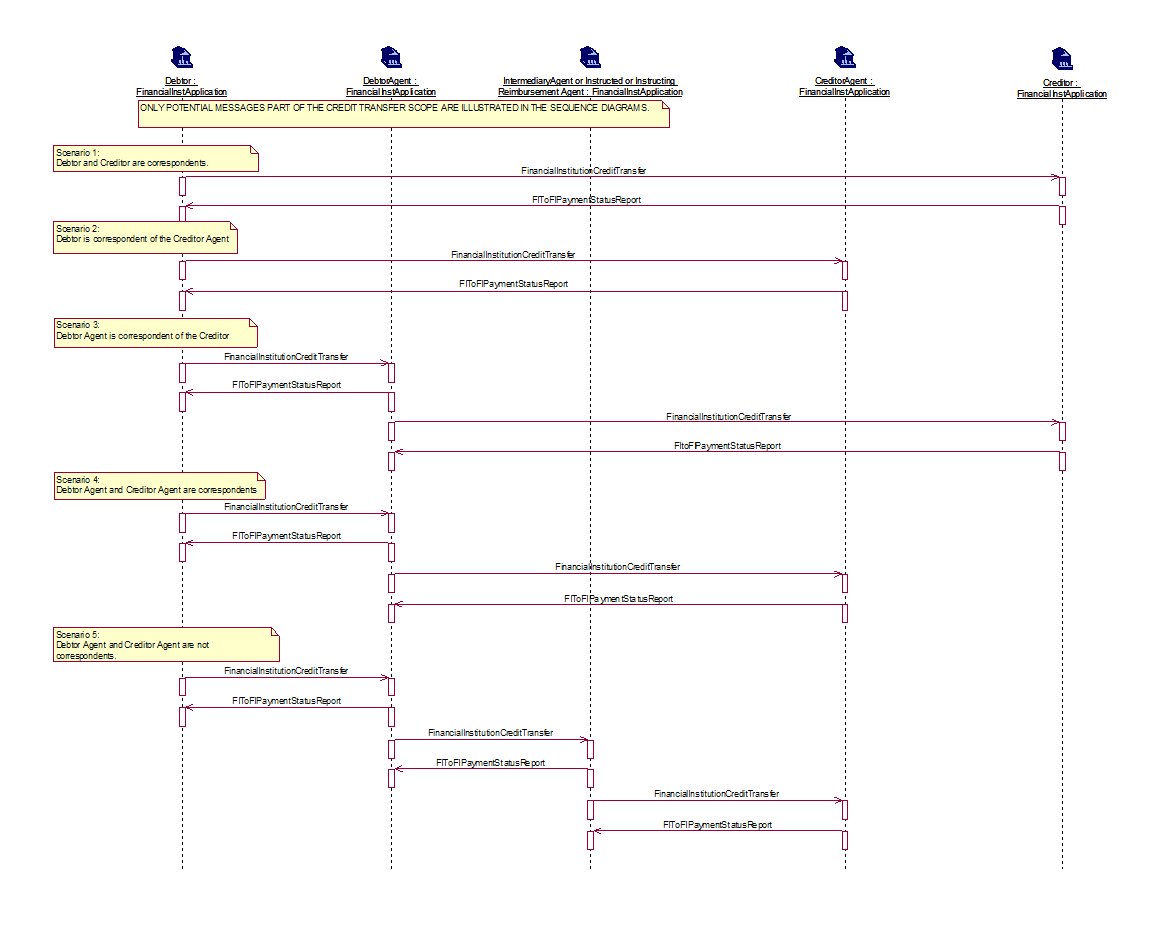 Debtor :
FinancialInstApplication
DebtorAgent :
FinancialInstApplication
IntermediaryAgent or Instructed or Instructing
Reimbursement Agent : FinancialInstApplication
CreditorAgent :
FinancialInstApplication
Creditor :
FinancialInstApplication
ONLY POTENTIAL MESSAGES PART OF THE CREDIT TRANSFER SCOPE ARE ILLUSTRATED IN THE SEQUENCE DIAGRAMS.
Scenario 1:
Debtor and Creditor are correspondents.
FinancialInstitutionCreditTransfer
FIToFIPaymentStatusReport
Scenario 2:
Debtor is correspondent of the Creditor Agent
FinancialInstitutionCreditTransfer
FIToFIPaymentStatusReport
Scenario 3:
Debtor Agent is correspondent of the Creditor
FinancialInstitutionCreditTransfer
FIToFIPaymentStatusReport
FinancialInstitutionCreditTransfer
FItoFIPaymentStatusReport
Scenario 4:
Debtor Agent and Creditor Agent are correspondents
FinancialInstitutionCreditTransfer
FIToFIPaymentStatusReport
FinancialInstitutionCreditTransfer
FIToFIPaymentStatusReport
Scenario 5:
Debtor Agent and Creditor Agent are not
correspondents.
FinancialInstitutionCreditTransfer
FIToFIPaymentStatusReport
FinancialInstitutionCreditTransfer
FIToFIPaymentStatusReport
FinancialInstitutionCreditTransfer
FIToFIPaymentStatusReport